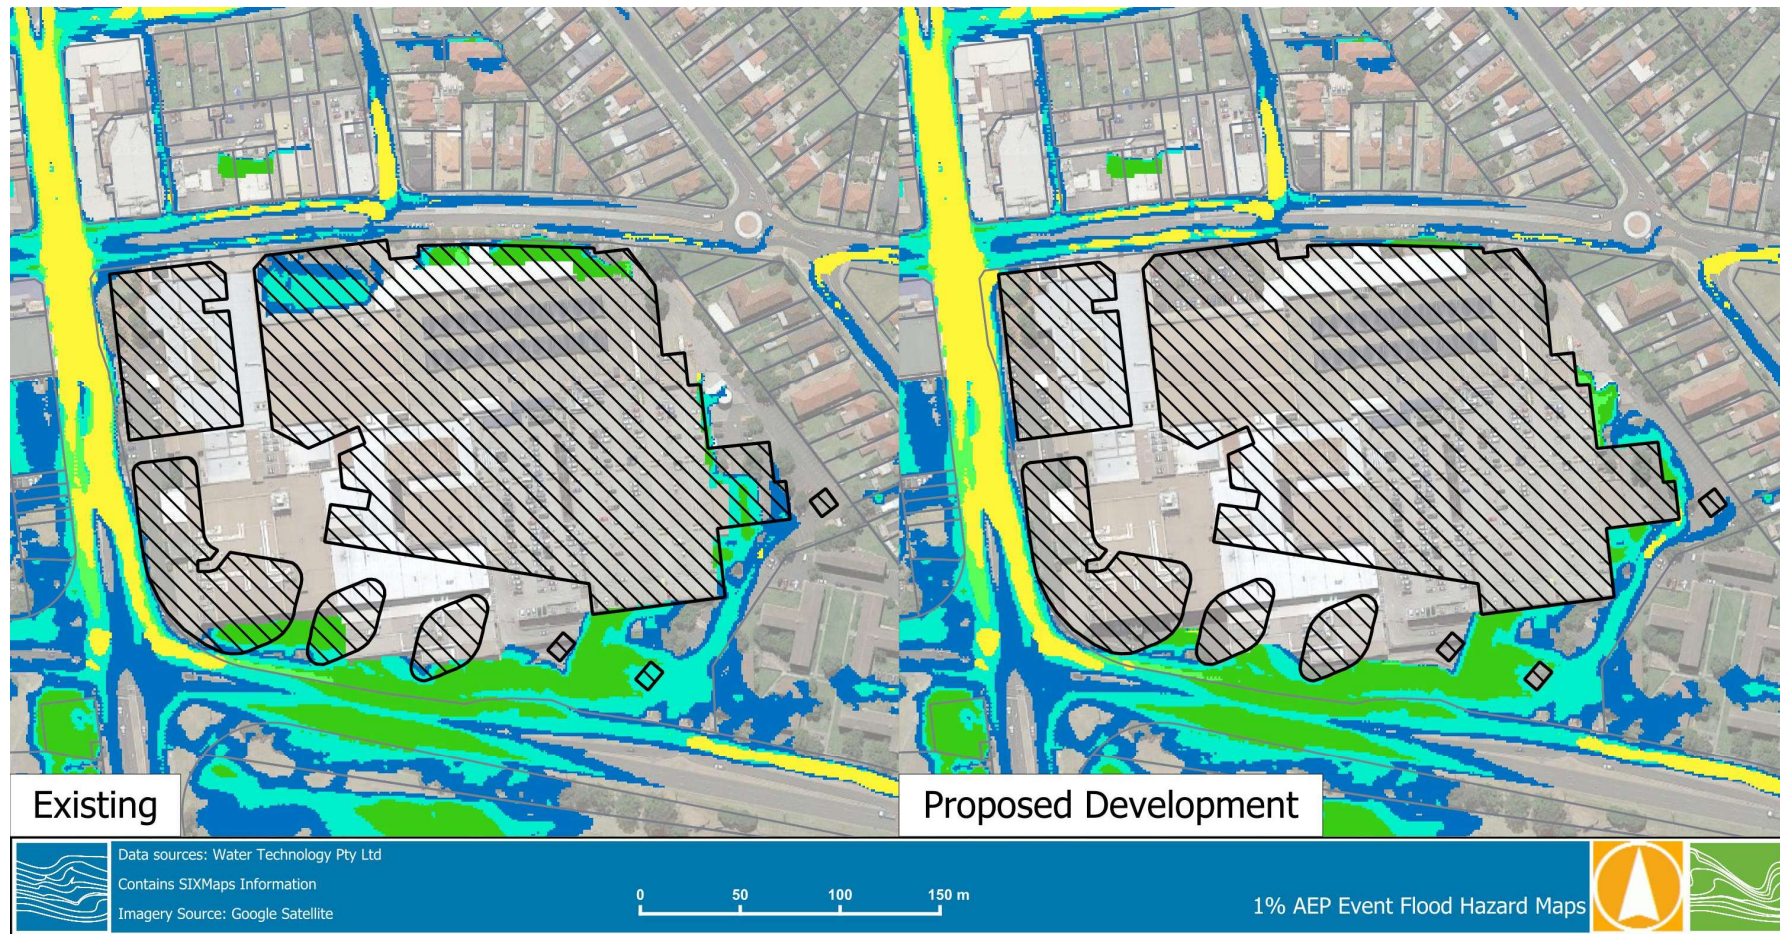 Existing
Proposed Development
Data sources: Water Technology Pty Ltd
Contains SIXMaps Information
Imagery Source: Google Satellite
0 50 100 150 m
1% AEP Event Flood Hazard Maps